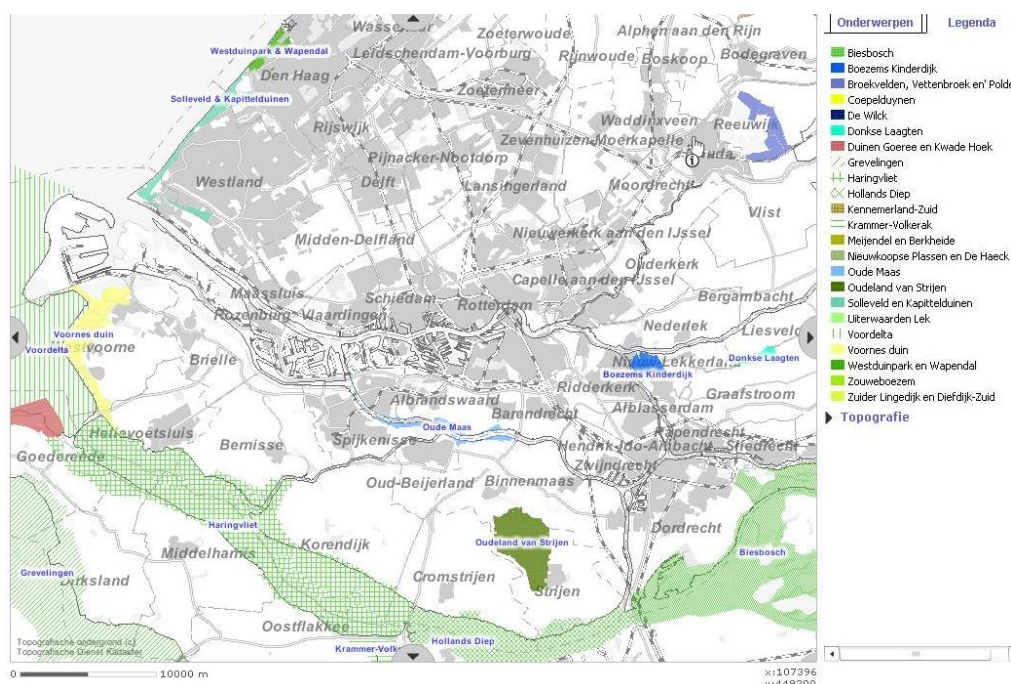 Wassenaar
Zoeterwoude
Alphen aan den Rijn
Westduinpark & Wapendal
Leidschendam-Voorburg
Rijnwoude
Boskoop
Bodegraven
Den Haag
Zoetermeer
Solleveld & Kapittelduinen
Rijswijk
Waddinxveen
Reeuwijk
Zevenhuizen-Moerkapelle
Pijnacker-Nootdorp
Westland
Delft
Lansingerland
Moordrecht
Vlist
Midden-Delfland
Nieuwerkerk aan den IJssel
Ouderkerk
Capelle aan den IJssel
Maassluis
Schiedam
Bergambacht
Rozenburg
Vlaardingen
Rotterdam
Nederlek
Liesveld
Voornes duin
Voordelta
Westvoorne
Brielle
Nieuw-Lekkerland
Donkse Laagten
Boezems Kinderdijk
Ridderkerk
Graafstroom
Albrandswaard
Barendrecht
Alblasserdam
Hellevoetsluis
Bernisse
Spijkenisse
Oude Maas
Papendrecht
Hendrik-Ido-Ambacht
Sliedrecht
Goedereede
Zwijndrecht
Oud-Beijerland
Binnenmaas
Haringvliet
Dordrecht
Korendijk
Oudeland van Strijen
Biesbosch
Middelharnis
Grevelingen
Dirksland
Cromstrijen
Strijen
Oostflakkee
Hollands Diep
Topografische ondergrond (c)
Topografische Dienst Kadaster
Krammer-Volke
0 10000 m
x:107396
y:449200
Onderwerpen Legenda
Biesbosch
Boezems Kinderdijk
Broekvelden, Vettenbroek en' Polde
Coepelduynen
De Wilck
Donkse Laagten
Duinen Goeree en Kwade Hoek
Grevelingen
Haringvliet
Hollands Diep
Kennemerland-Zuid
Krammer-Volkerak
Meijendel en Berkheide
Nieuwkoopse Plassen en De Haeck
Oude Maas
Oudeland van Strijen
Solleveld en Kapittelduinen
Uiterwaarden Lek
Voordelta
Voornes duin
Westduinpark en Wapendal
Zouweboezem
Zuider Lingedijk en Diefdijk-Zuid
Topografie